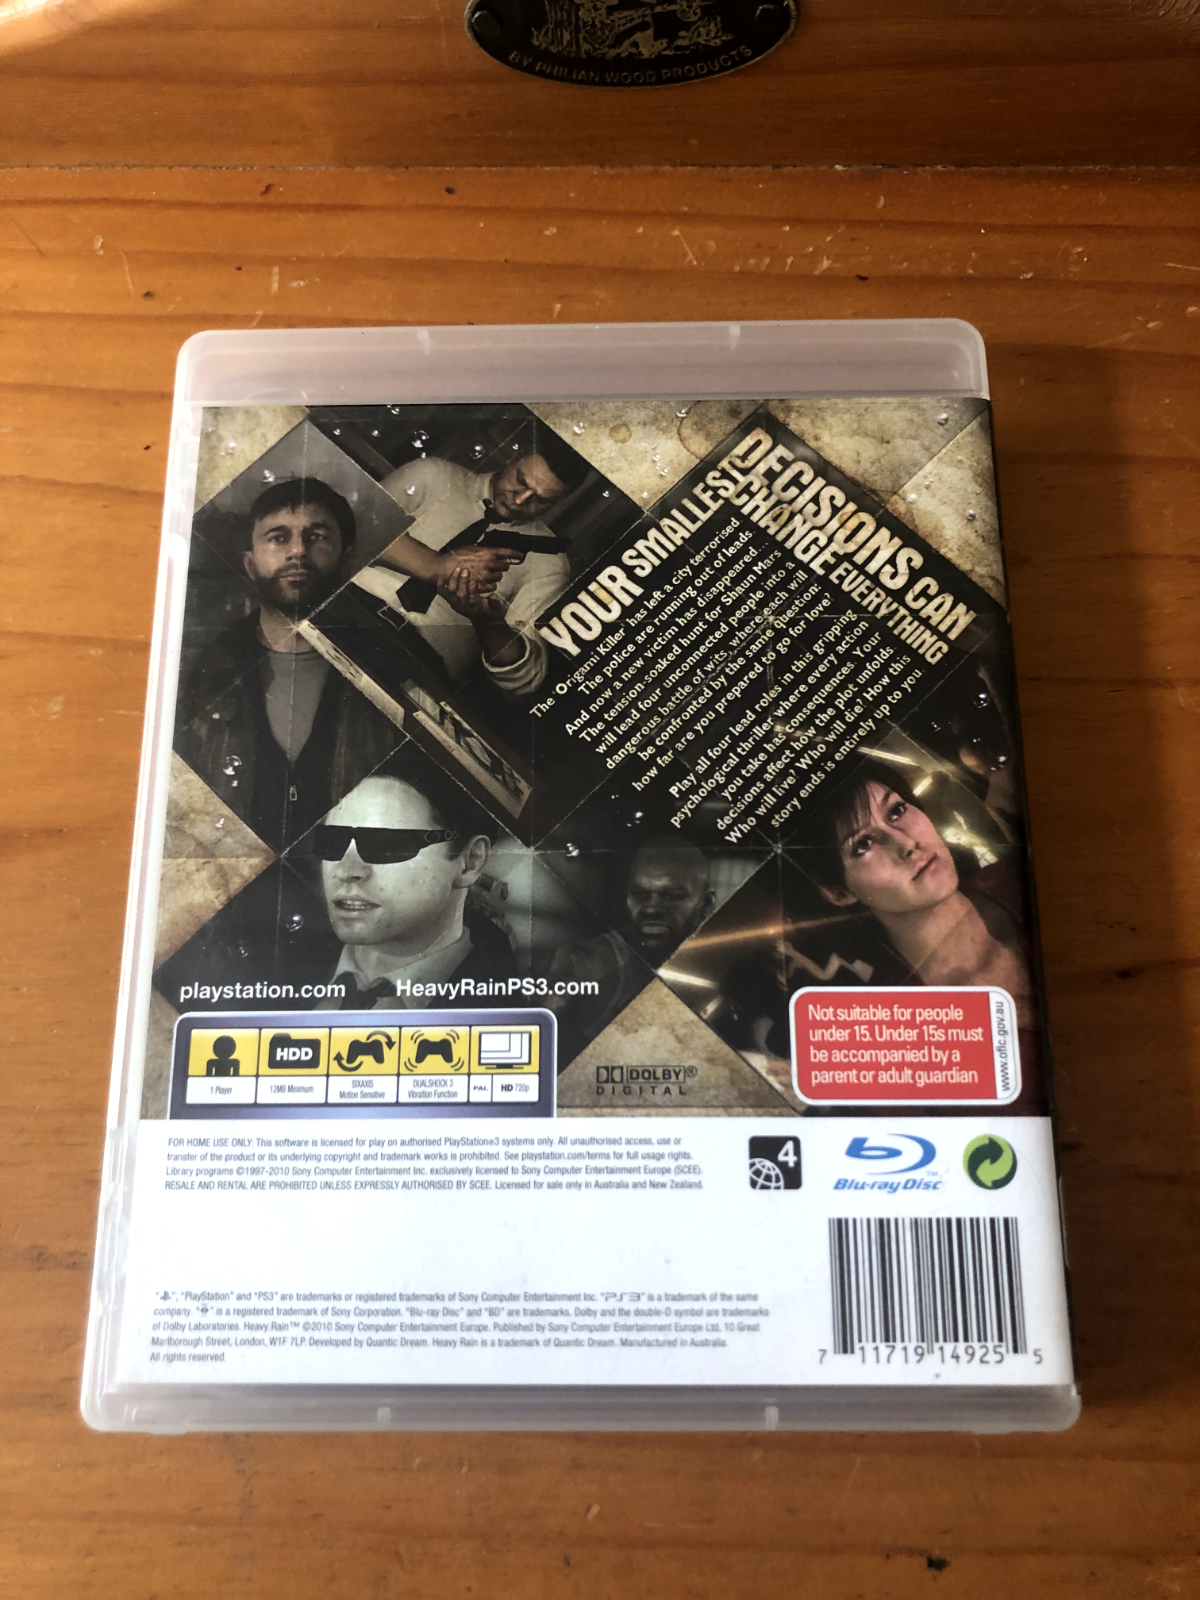 BY PHILIAN WOOD PRODUCTS
YOUR SMALLEST
DECISIONS CAN
CHANGE EVERYTHING
The 'Origami Killer' has left a city terrorised.
The police are running out of leads.
And now a new victim has disappeared...
The tension-soaked hunt for Shaun Mars
will lead four unconnected people into a
dangerous battle of wits, where each will
be confronted by the same question:
how far are you prepared to go for love?
Play all four lead roles in this gripping
psychological thriller where every action
you take has consequences. Your
decisions affect how the plot unfolds.
Who will live? Who will die? How this
story ends is entirely up to you.
playstation.com
HeavyRainPS3.com
HDD
1 Player
12MB Minimum
SIXAXIS
Motion Sensitive
DUALSHOCK 3
Vibration Function
PAL
HD 720p
DOLBY®
DIGITAL
Not suitable for people
under 15. Under 15s must
be accompanied by a
parent or adult guardian
www.oflc.gov.au
FOR HOME USE ONLY: This software is licensed for play on authorised PlayStation®3 systems only. All unauthorised access, use or
transfer of the product or its underlying copyright and trademark works is prohibited. See playstation.com/terms for full usage rights.
Library programs ©1997-2010 Sony Computer Entertainment Inc. exclusively licensed to Sony Computer Entertainment Europe (SCEE).
RESALE AND RENTAL ARE PROHIBITED UNLESS EXPRESSLY AUTHORISED BY SCEE. Licensed for sale only in Australia and New Zealand.
4
Blu-ray Disc™
"", "PlayStation" and "PS3" are trademarks or registered trademarks of Sony Computer Entertainment Inc. "PS3" is a trademark of the same
company. "" is a registered trademark of Sony Corporation. "Blu-ray Disc" and "BD" are trademarks. Dolby and the double-D symbol are trademarks
of Dolby Laboratories. Heavy Rain™ ©2010 Sony Computer Entertainment Europe. Published by Sony Computer Entertainment Europe Ltd, 10 Great
Marlborough Street, London, W1F 7LP. Developed by Quantic Dream. Heavy Rain is a trademark of Quantic Dream. Manufactured in Australia.
All rights reserved.
7 11719 14925 5